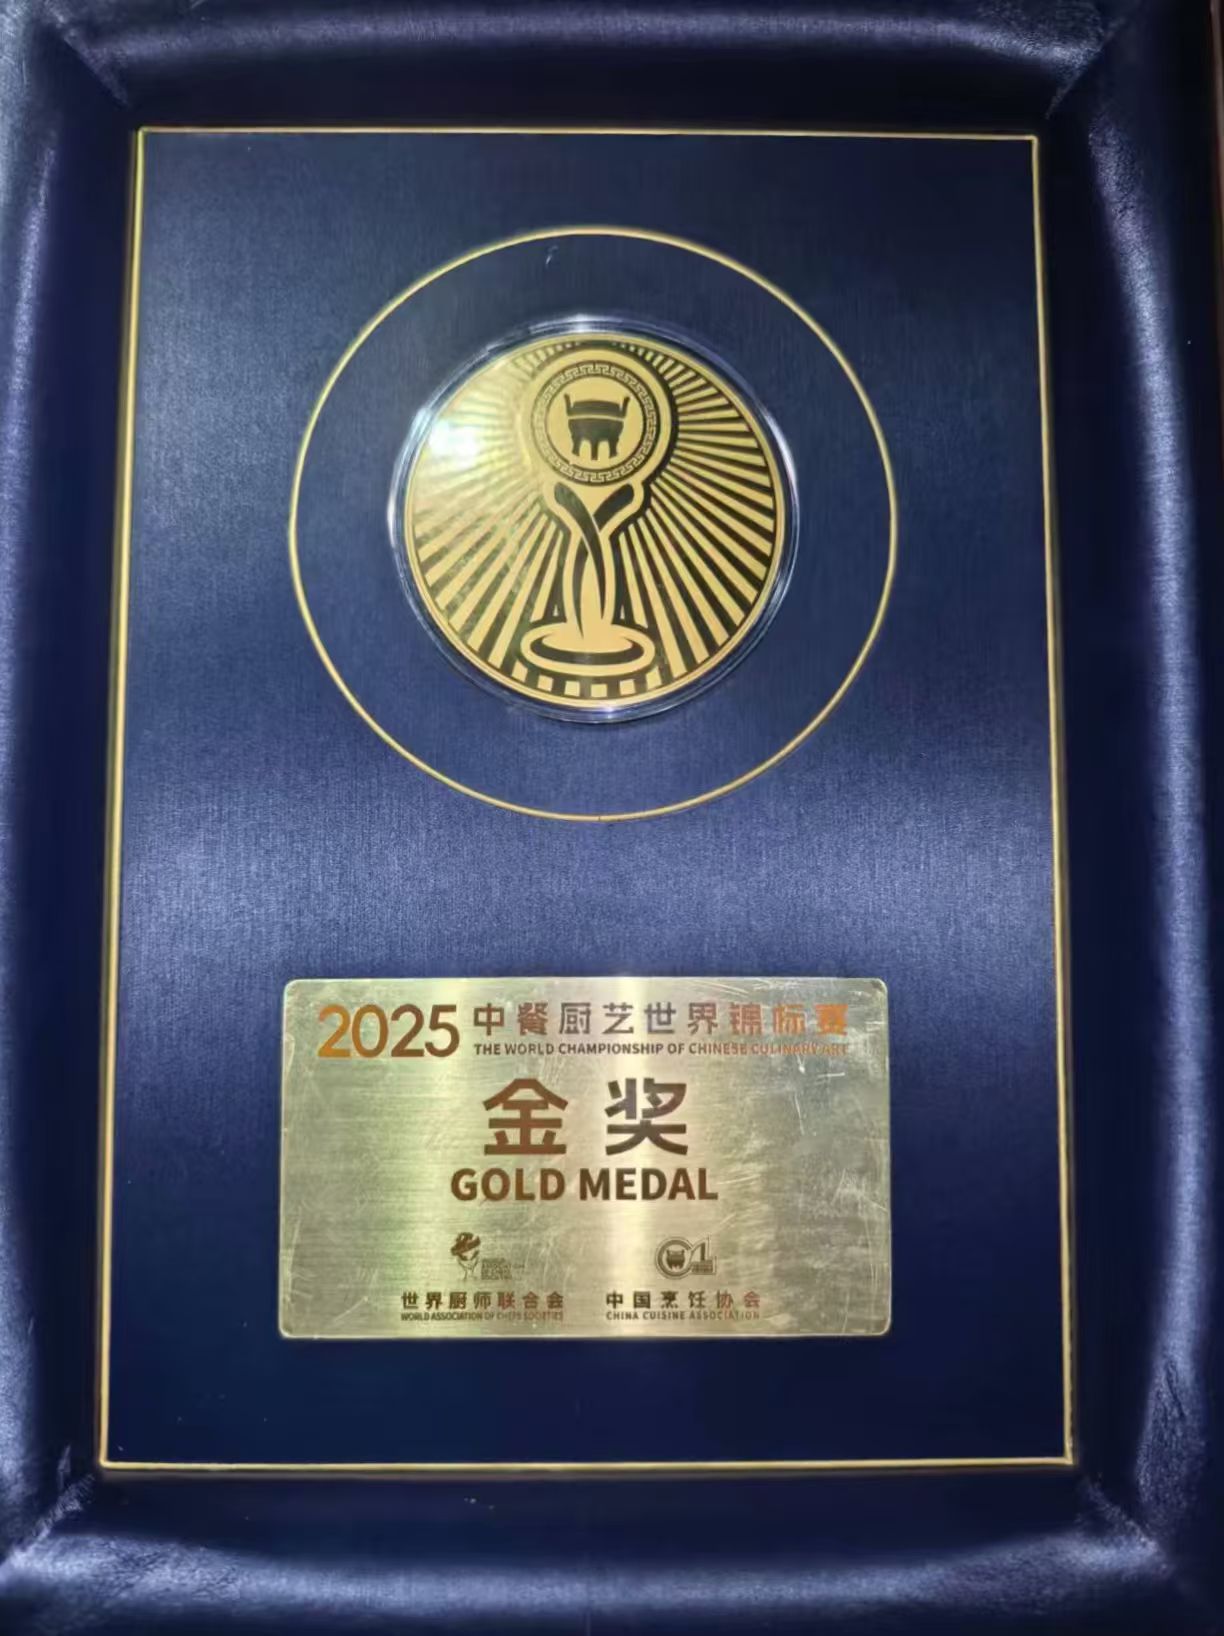 2025 中餐厨艺世界锦标赛
THE WORLD CHAMPIONSHIP OF CHINESE CULINARY ART
金奖
GOLD MEDAL
世界厨师联合会
WORLD ASSOCIATION OF CHEFS SOCIETIES
中国烹饪协会
CHINA CUISINE ASSOCIATION